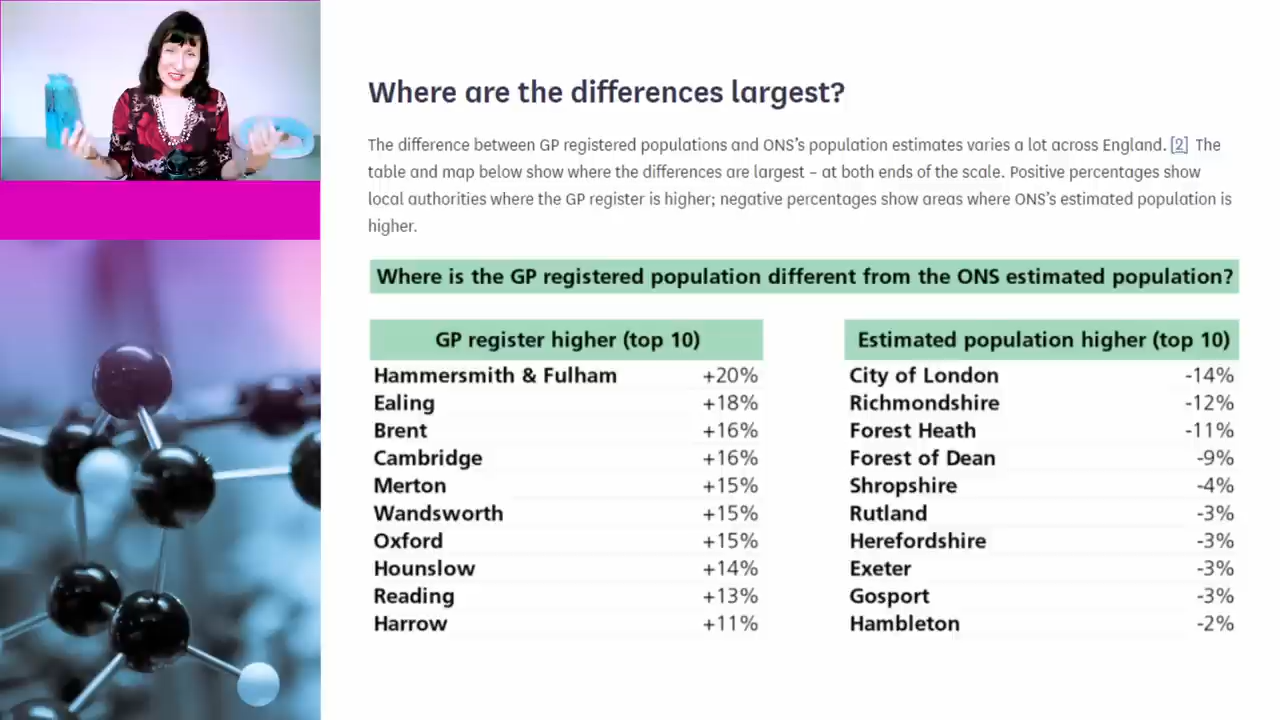 Where are the differences largest?
The difference between GP registered populations and ONS's population estimates varies a lot across England. [2] The
table and map below show where the differences are largest – at both ends of the scale. Positive percentages show
local authorities where the GP register is higher; negative percentages show areas where ONS's estimated population is
higher.
Where is the GP registered population different from the ONS estimated population?
GP register higher (top 10)
Hammersmith & Fulham +20%
Ealing +18%
Brent +16%
Cambridge +16%
Merton +15%
Wandsworth +15%
Oxford +15%
Hounslow +14%
Reading +13%
Harrow +11%
Estimated population higher (top 10)
City of London -14%
Richmondshire -12%
Forest Heath -11%
Forest of Dean -9%
Shropshire -4%
Rutland -3%
Herefordshire -3%
Exeter -3%
Gosport -3%
Hambleton -2%